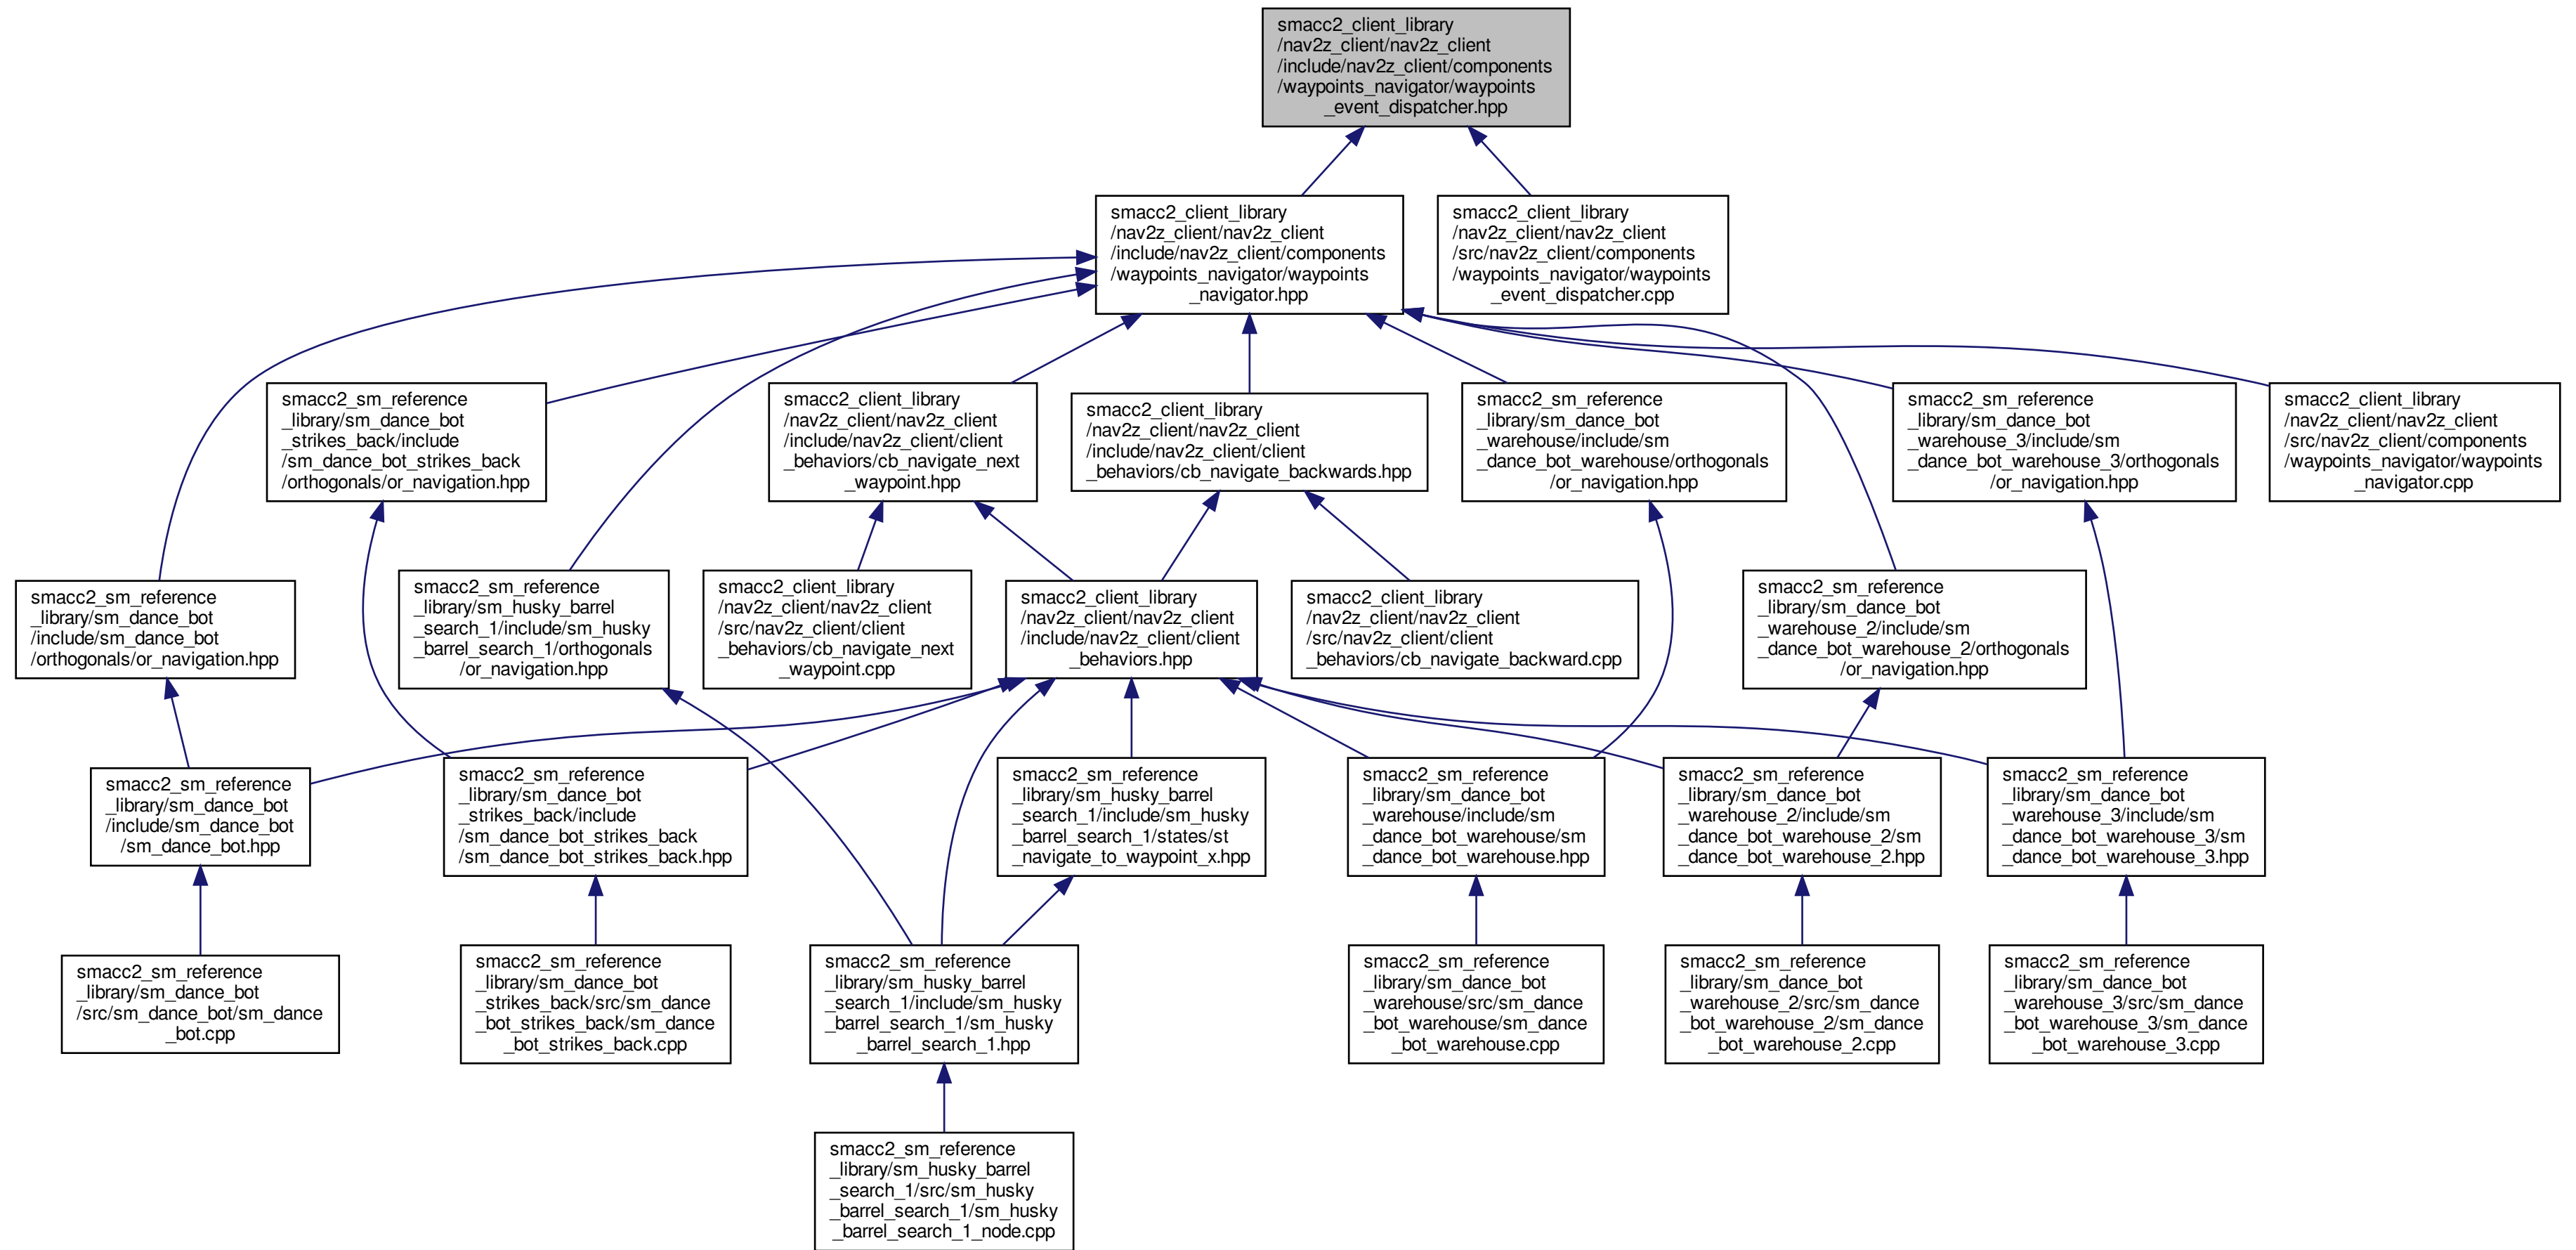 smacc2_client_library
/nav2z_client/nav2z_client
/include/nav2z_client/components
/waypoints_navigator/waypoints
_event_dispatcher.hpp
smacc2_client_library
/nav2z_client/nav2z_client
/include/nav2z_client/components
/waypoints_navigator/waypoints
_navigator.hpp
smacc2_client_library
/nav2z_client/nav2z_client
/src/nav2z_client/components
/waypoints_navigator/waypoints
_event_dispatcher.cpp
smacc2_sm_reference
_library/sm_dance_bot
_strikes_back/include
/sm_dance_bot_strikes_back
/orthogonals/or_navigation.hpp
smacc2_client_library
/nav2z_client/nav2z_client
/include/nav2z_client/client
_behaviors/cb_navigate_next
_waypoint.hpp
smacc2_client_library
/nav2z_client/nav2z_client
/include/nav2z_client/client
_behaviors/cb_navigate_backwards.hpp
smacc2_sm_reference
_library/sm_dance_bot
_warehouse/include/sm
_dance_bot_warehouse/orthogonals
/or_navigation.hpp
smacc2_sm_reference
_library/sm_dance_bot
_warehouse_3/include/sm
_dance_bot_warehouse_3/orthogonals
/or_navigation.hpp
smacc2_client_library
/nav2z_client/nav2z_client
/src/nav2z_client/components
/waypoints_navigator/waypoints
_navigator.cpp
smacc2_sm_reference
_library/sm_dance_bot
/include/sm_dance_bot
/orthogonals/or_navigation.hpp
smacc2_sm_reference
_library/sm_husky_barrel
_search_1/include/sm_husky
_barrel_search_1/orthogonals
/or_navigation.hpp
smacc2_client_library
/nav2z_client/nav2z_client
/src/nav2z_client/client
_behaviors/cb_navigate_next
_waypoint.cpp
smacc2_client_library
/nav2z_client/nav2z_client
/include/nav2z_client/client
_behaviors.hpp
smacc2_client_library
/nav2z_client/nav2z_client
/src/nav2z_client/client
_behaviors/cb_navigate_backward.cpp
smacc2_sm_reference
_library/sm_dance_bot
_warehouse_2/include/sm
_dance_bot_warehouse_2/orthogonals
/or_navigation.hpp
smacc2_sm_reference
_library/sm_dance_bot
/include/sm_dance_bot
/sm_dance_bot.hpp
smacc2_sm_reference
_library/sm_dance_bot
_strikes_back/include
/sm_dance_bot_strikes_back
/sm_dance_bot_strikes_back.hpp
smacc2_sm_reference
_library/sm_husky_barrel
_search_1/include/sm_husky
_barrel_search_1/states/st
_navigate_to_waypoint_x.hpp
smacc2_sm_reference
_library/sm_dance_bot
_warehouse/include/sm
_dance_bot_warehouse/sm
_dance_bot_warehouse.hpp
smacc2_sm_reference
_library/sm_dance_bot
_warehouse_2/include/sm
_dance_bot_warehouse_2/sm
_dance_bot_warehouse_2.hpp
smacc2_sm_reference
_library/sm_dance_bot
_warehouse_3/include/sm
_dance_bot_warehouse_3/sm
_dance_bot_warehouse_3.hpp
smacc2_sm_reference
_library/sm_dance_bot
/src/sm_dance_bot/sm_dance
_bot.cpp
smacc2_sm_reference
_library/sm_dance_bot
_strikes_back/src/sm_dance
_bot_strikes_back/sm_dance
_bot_strikes_back.cpp
smacc2_sm_reference
_library/sm_husky_barrel
_search_1/include/sm_husky
_barrel_search_1/sm_husky
_barrel_search_1.hpp
smacc2_sm_reference
_library/sm_dance_bot
_warehouse/src/sm_dance
_bot_warehouse/sm_dance
_bot_warehouse.cpp
smacc2_sm_reference
_library/sm_dance_bot
_warehouse_2/src/sm_dance
_bot_warehouse_2/sm_dance
_bot_warehouse_2.cpp
smacc2_sm_reference
_library/sm_dance_bot
_warehouse_3/src/sm_dance
_bot_warehouse_3/sm_dance
_bot_warehouse_3.cpp
smacc2_sm_reference
_library/sm_husky_barrel
_search_1/src/sm_husky
_barrel_search_1/sm_husky
_barrel_search_1_node.cpp